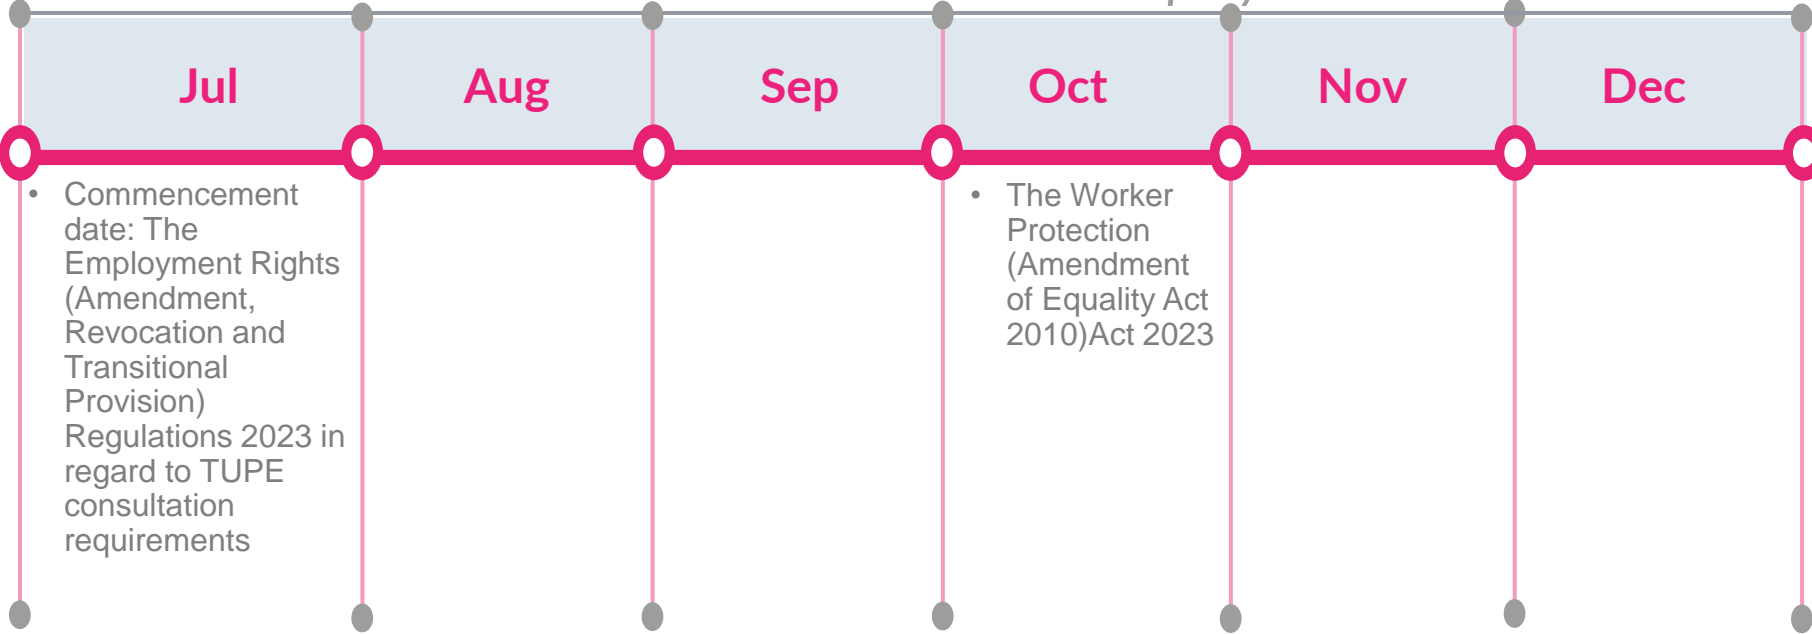 Jul
Aug
Sep
Oct
Nov
Dec
• Commencement
date: The
Employment Rights
(Amendment,
Revocation and
Transitional
Provision)
Regulations 2023 in
regard to TUPE
consultation
requirements
• The Worker
Protection
(Amendment
of Equality Act
2010)Act 2023